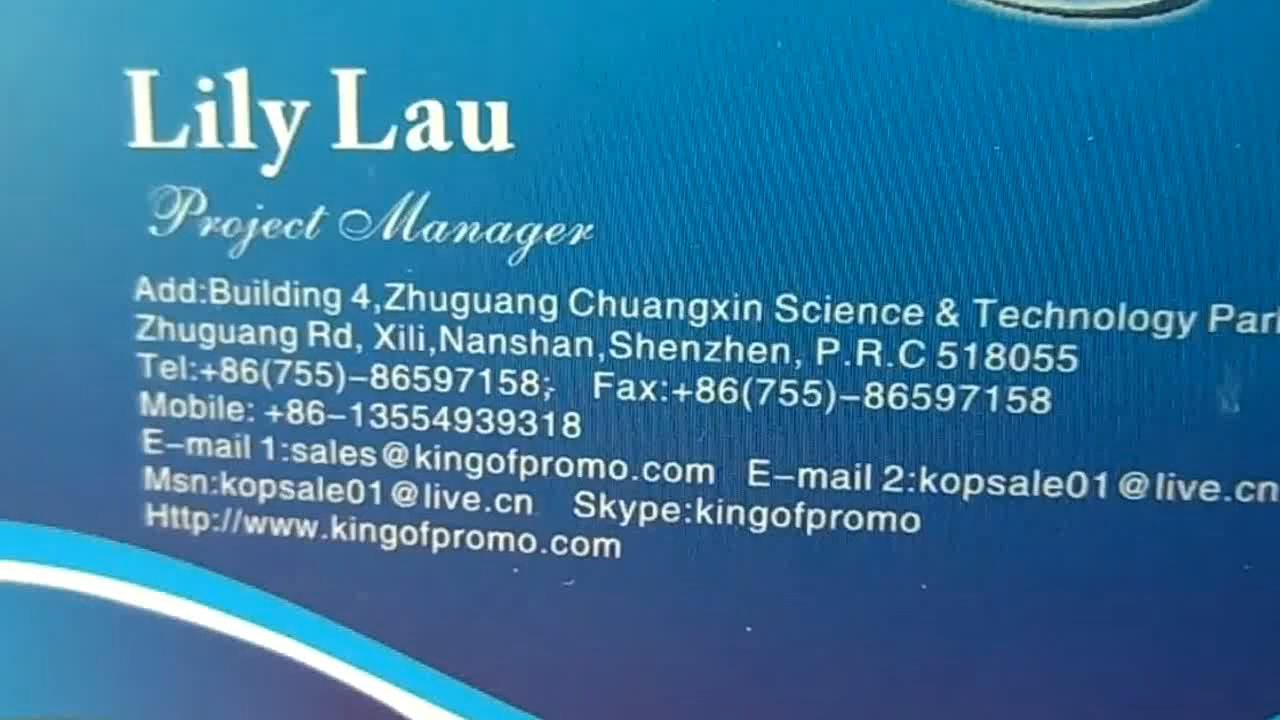 Lily Lau
Project Manager
Add:Building 4,Zhuguang Chuangxin Science & Technology
Zhuguang Rd, Xili,Nanshan,Shenzhen, P.R.C 518055
Tel:+86(755)-86597158; Fax:+86(755)-86597158
Mobile: +86-13554939318
E-mail 1:sales@kingofpromo.com E-mail 2:kopsale01@live.cn
Msn:kopsale01@live.cn Skype:kingofpromo
Http://www.kingofpromo.com